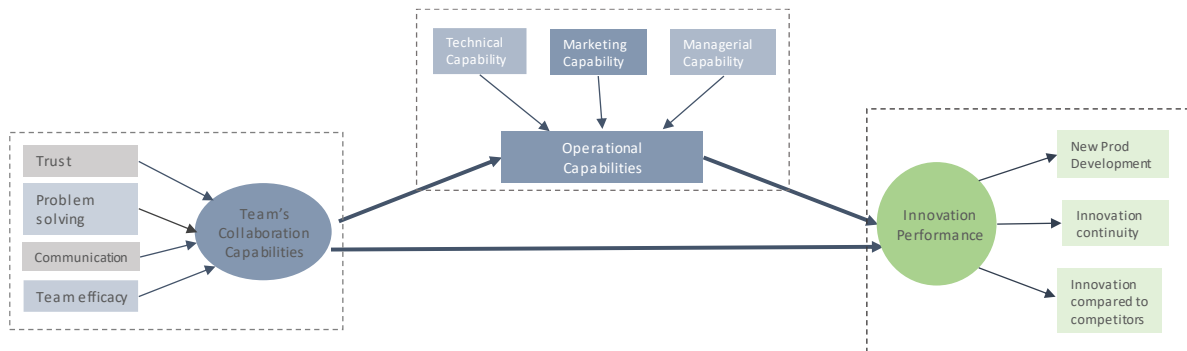 Technical
Capability
Marketing
Capability
Managerial
Capability
Operational
Capabilities
Trust
Problem
solving
Communication
Team efficacy
Team's
Collaboration
Capabilities
Innovation
Performance
New Prod
Development
Innovation
continuity
Innovation
compared to
competitors